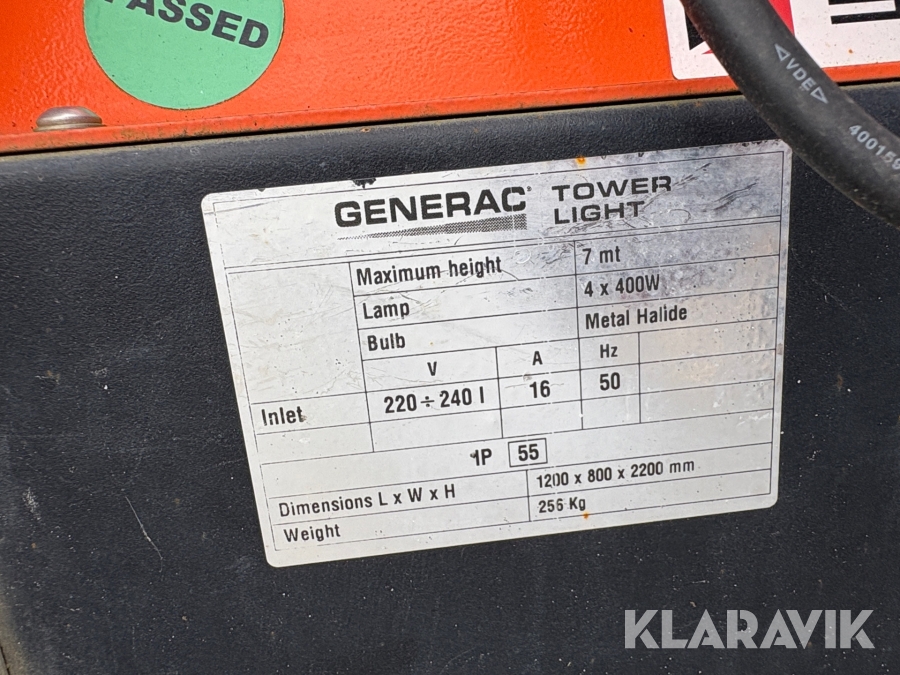 PASSED
VDE
400159
GENERAC
TOWER
LIGHT
Maximum height 7 mt
Lamp 4 x 400W
Bulb Metal Halide
V A Hz
Inlet 220 ÷ 240 I 16 50
IP 55
Dimensions L x W x H 1200 x 800 x 2200 mm
Weight 256 Kg
KLARAVIK